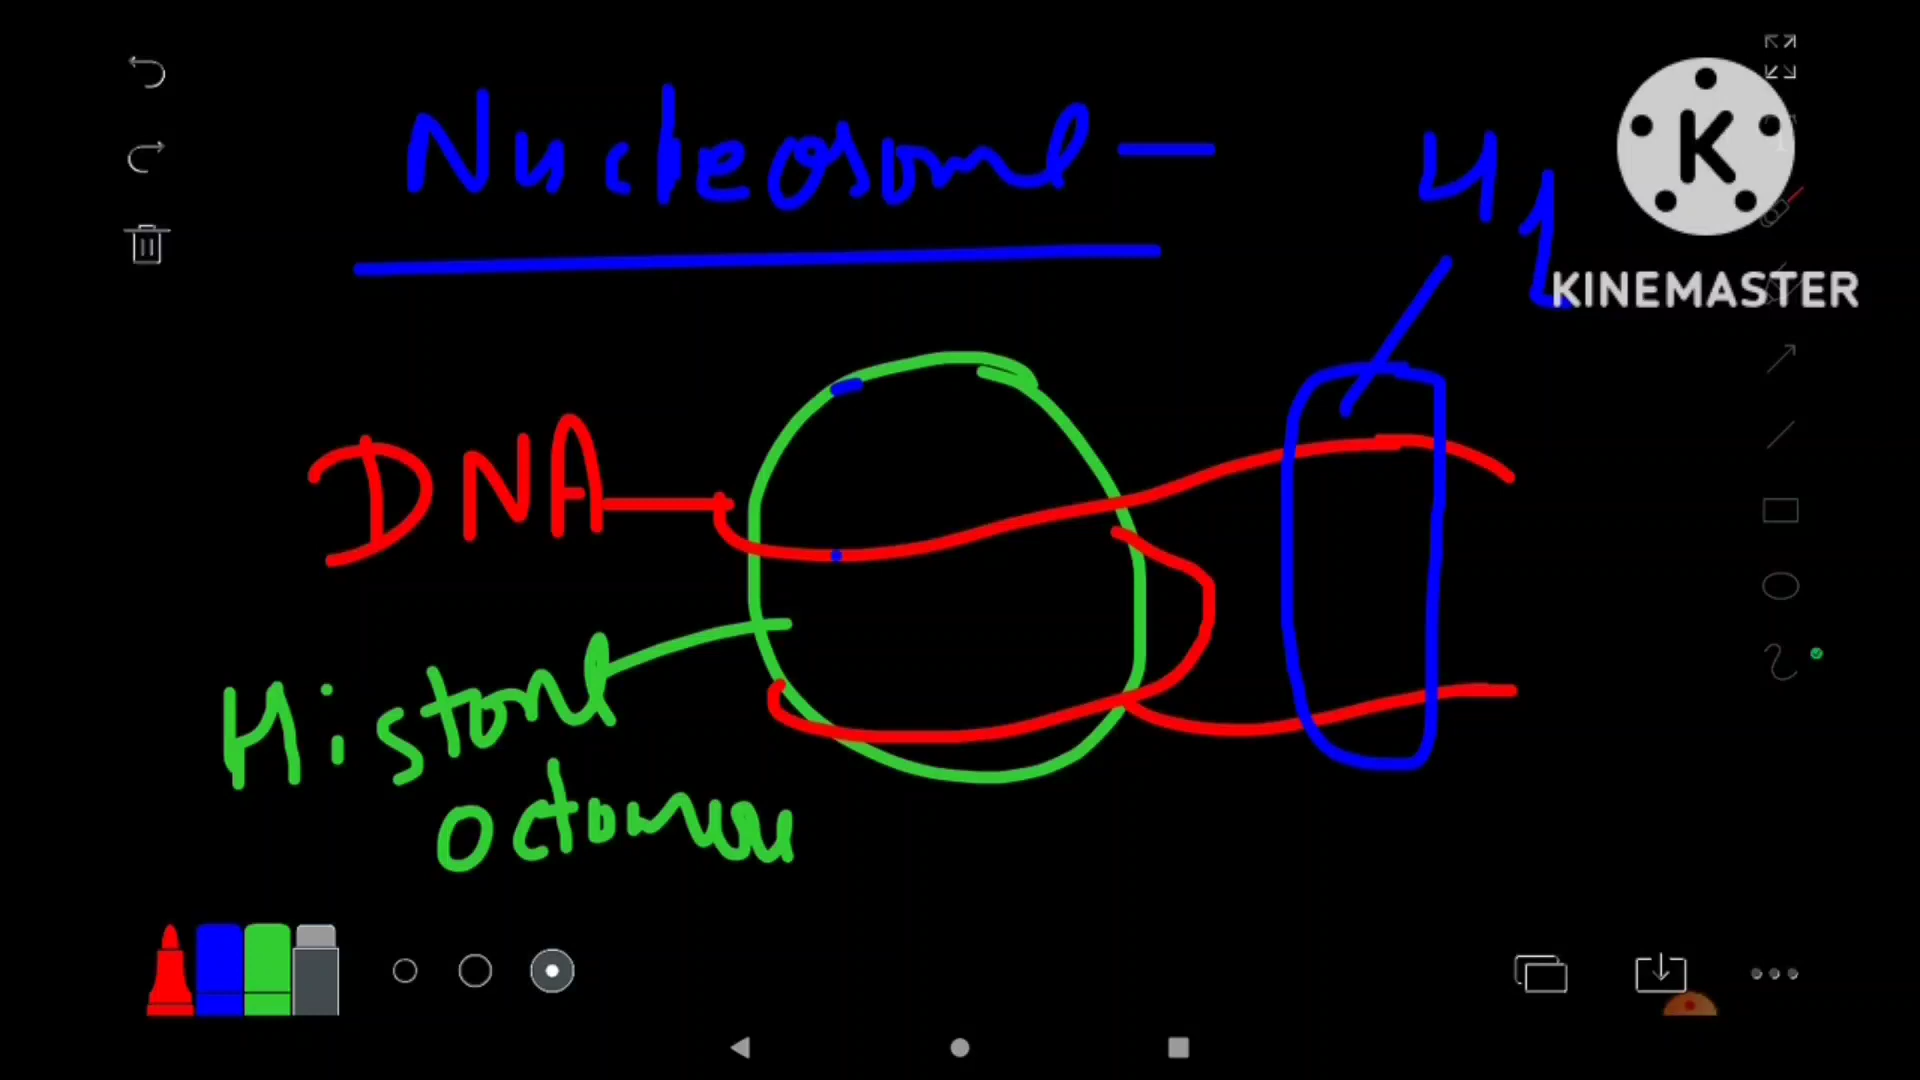 Nucleosome -
H1
K
KINEMASTER
DNA
Histone
octomer